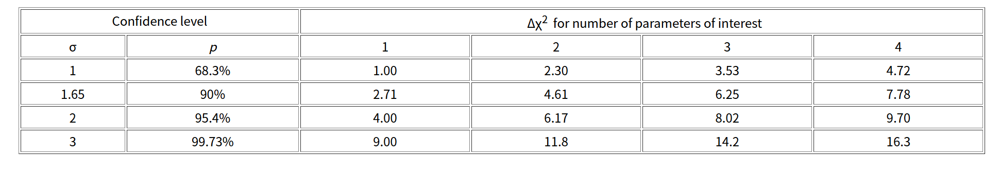 Confidence level Δχ² for number of parameters of interest
σ p 1 2 3 4
1 68.3% 1.00 2.30 3.53 4.72
1.65 90% 2.71 4.61 6.25 7.78
2 95.4% 4.00 6.17 8.02 9.70
3 99.73% 9.00 11.8 14.2 16.3